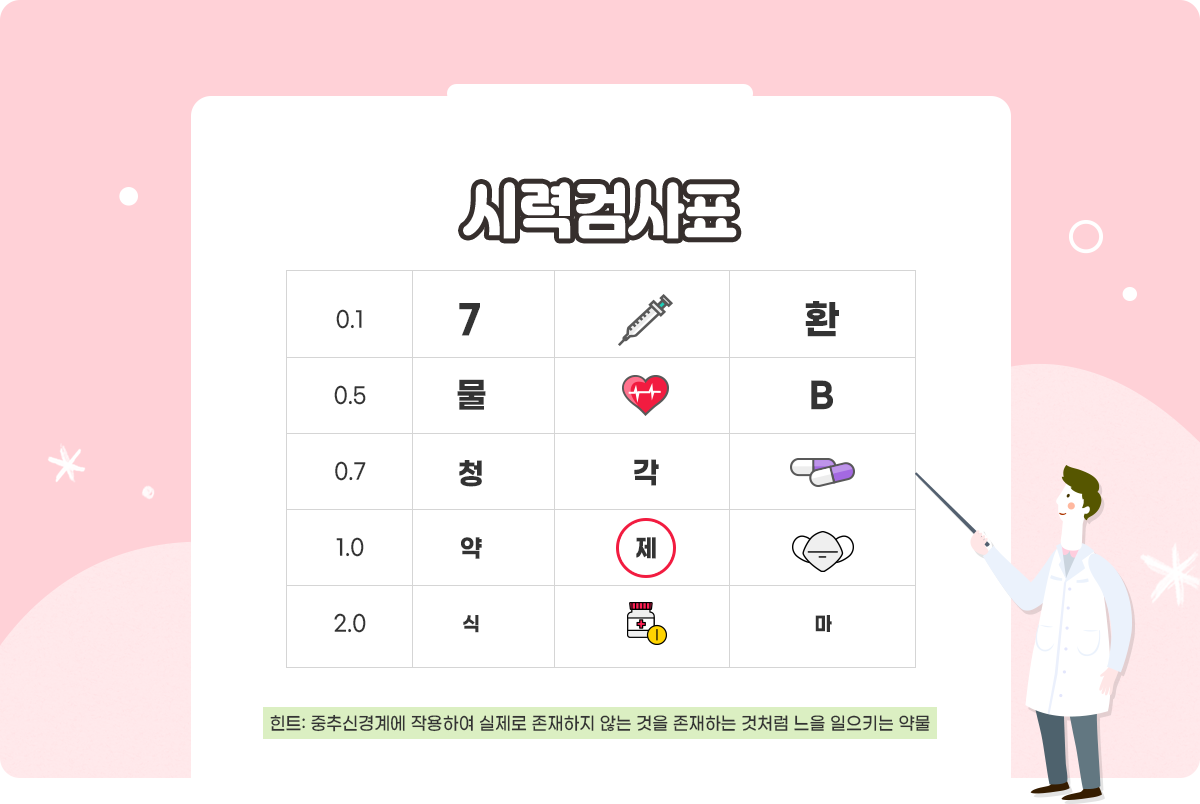 시력검사표
0.1 7 환
0.5 물 B
0.7 청 각
1.0 약 제
2.0 식 마
힌트: 중추신경계에 작용하여 실제로 존재하지 않는 것을 존재하는 것처럼 느을 일으키는 약물